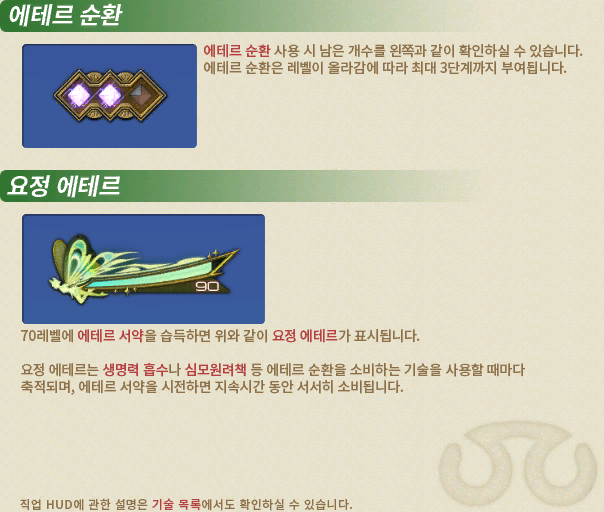 에테르 순환
에테르 순환 사용 시 남은 개수를 왼쪽과 같이 확인하실 수 있습니다.
에테르 순환은 레벨이 올라감에 따라 최대 3단계까지 부여됩니다.
요정 에테르
90
70레벨에 에테르 서약을 습득하면 위와 같이 요정 에테르가 표시됩니다.
요정 에테르는 생명력 흡수나 심모원려책 등 에테르 순환을 소비하는 기술을 사용할 때마다
축적되며, 에테르 서약을 시전하면 지속시간 동안 서서히 소비됩니다.
직업 HUD에 관한 설명은 기술 목록에서도 확인하실 수 있습니다.